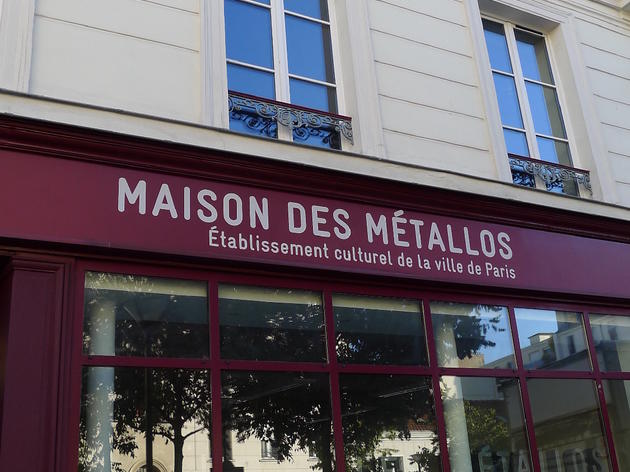 MAISON DES MÉTALLOS
Établissement culturel de la ville de Paris